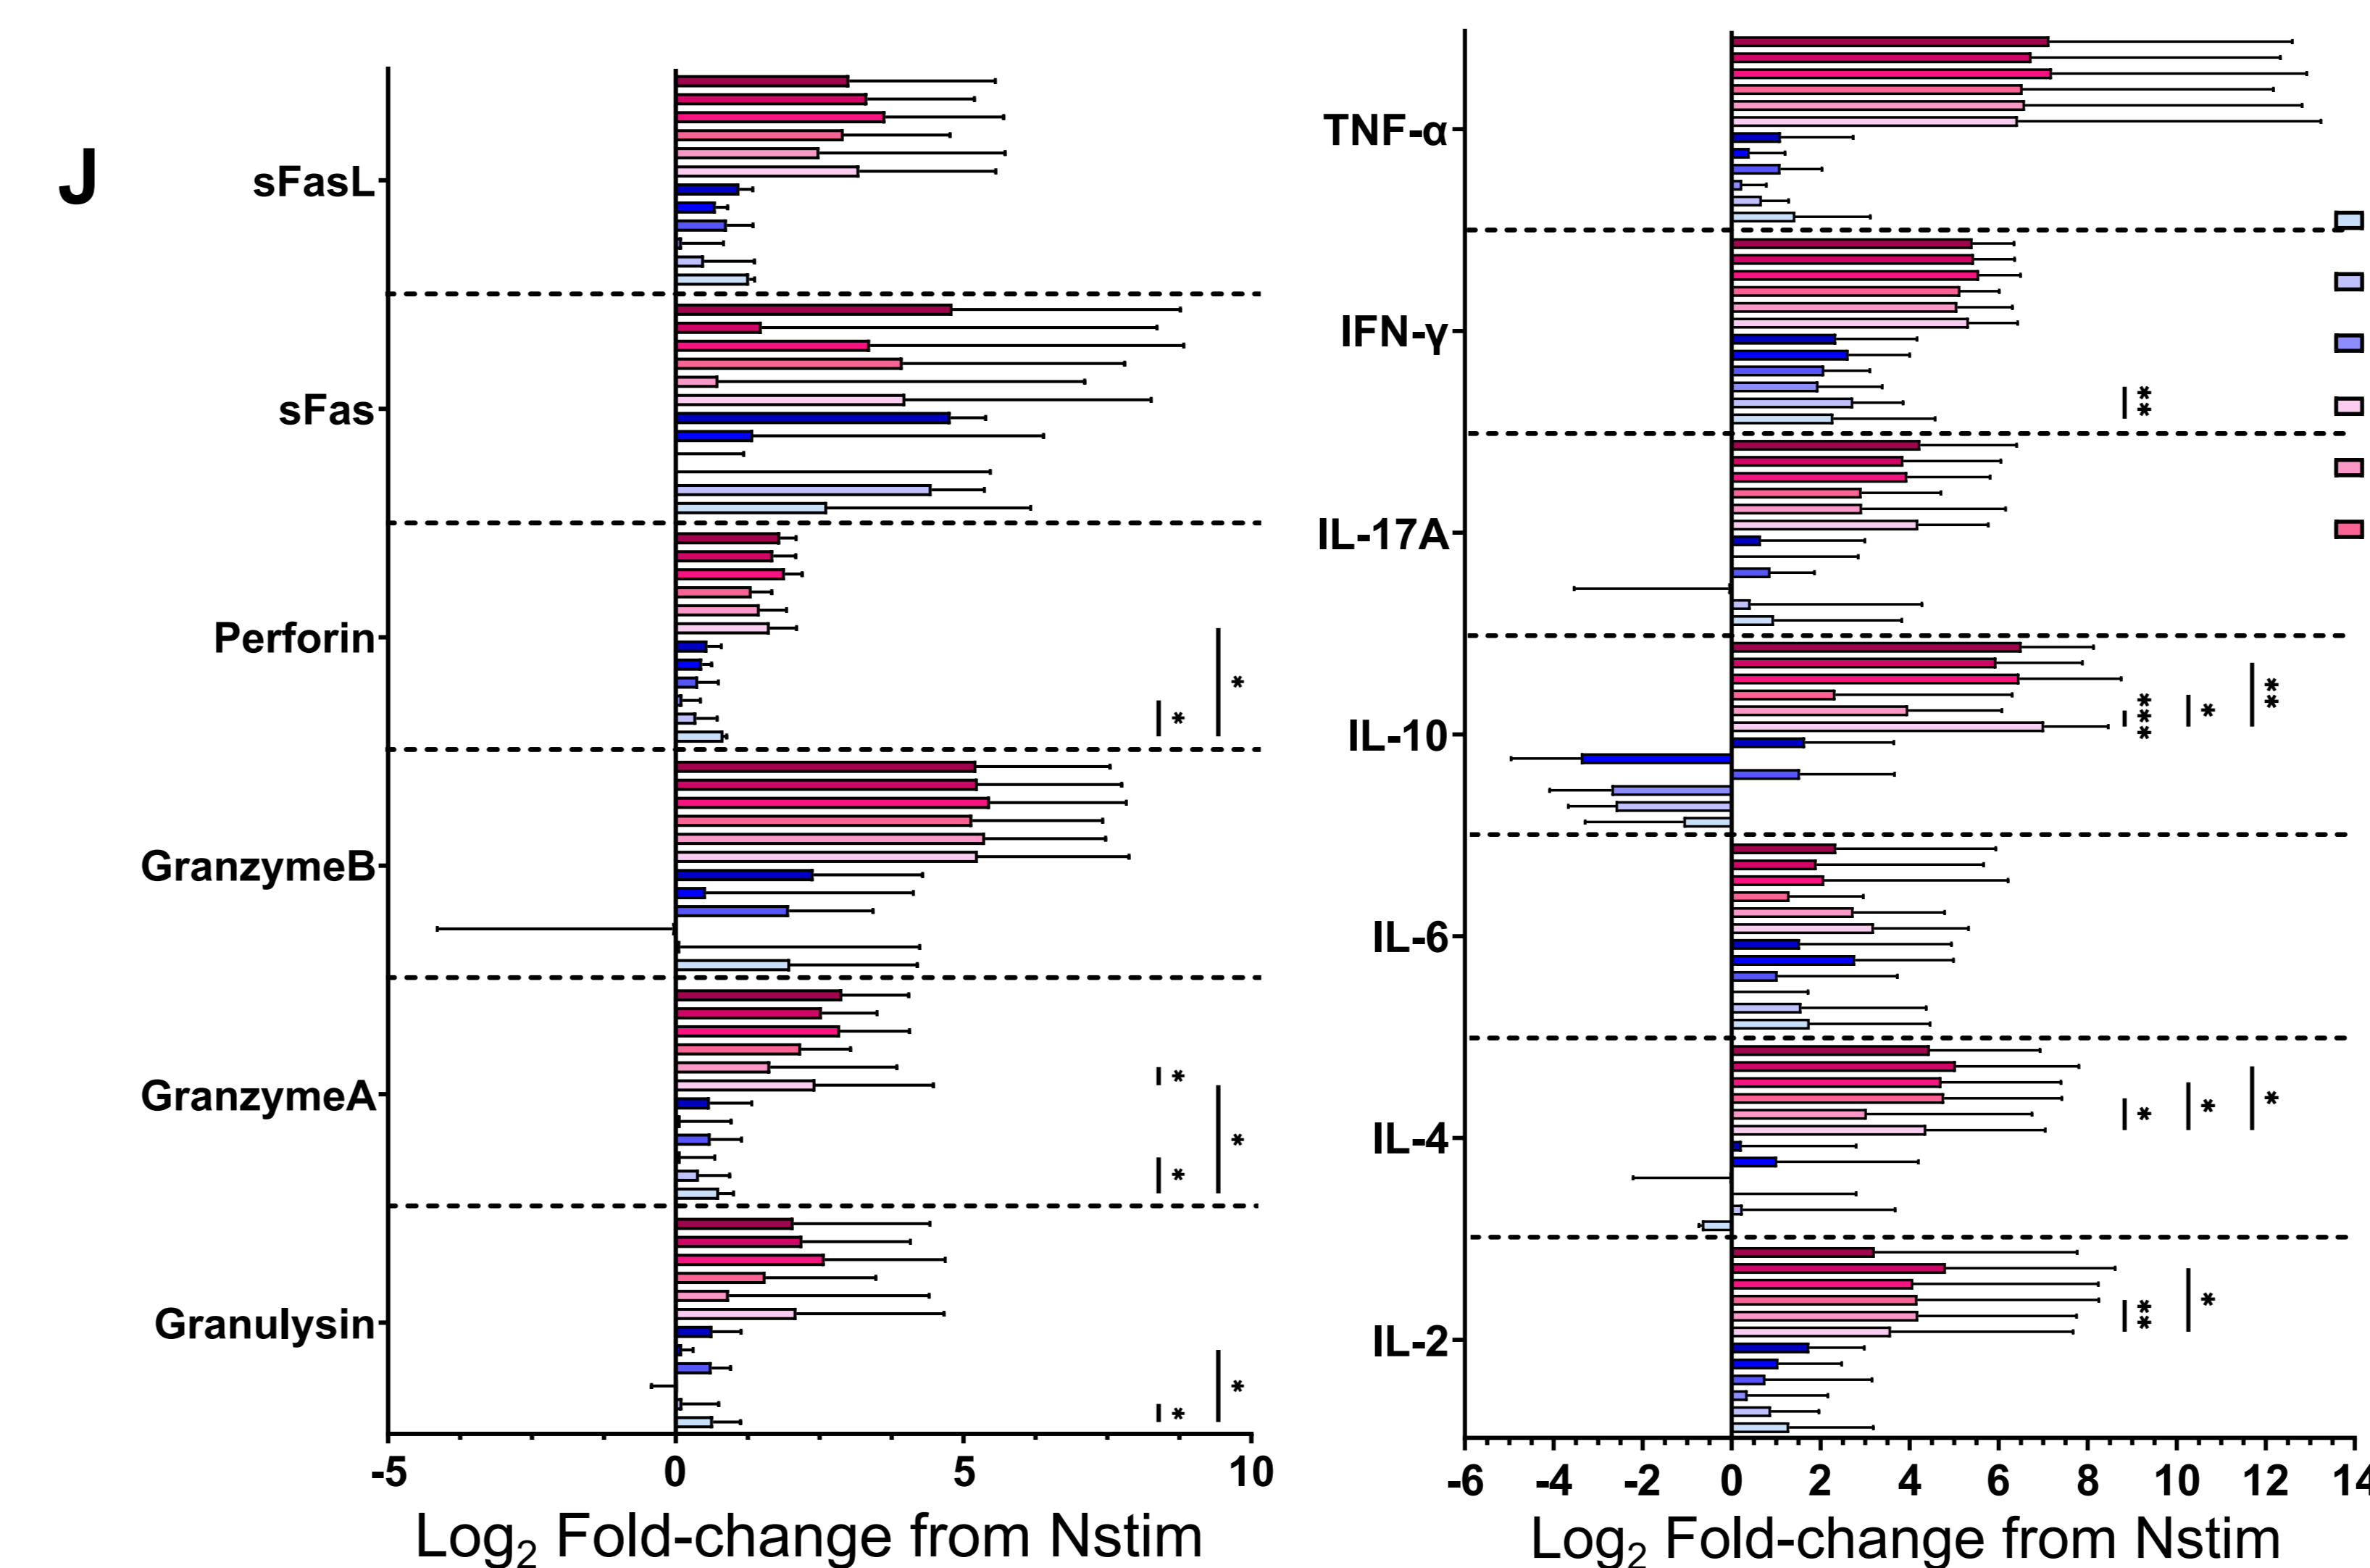 J
sFasL
sFas
Perforin
*
*
GranzymeB
GranzymeA
*
*
*
Granulysin
*
*
-5 0 5 10
Log2 Fold-change from Nstim
TNF-α
IFN-γ
**
IL-17A
IL-10
***
*
**
IL-6
IL-4
*
*
*
IL-2
**
*
-6 -4 -2 0 2 4 6 8 10 12 14
Log2 Fold-change from Nstim